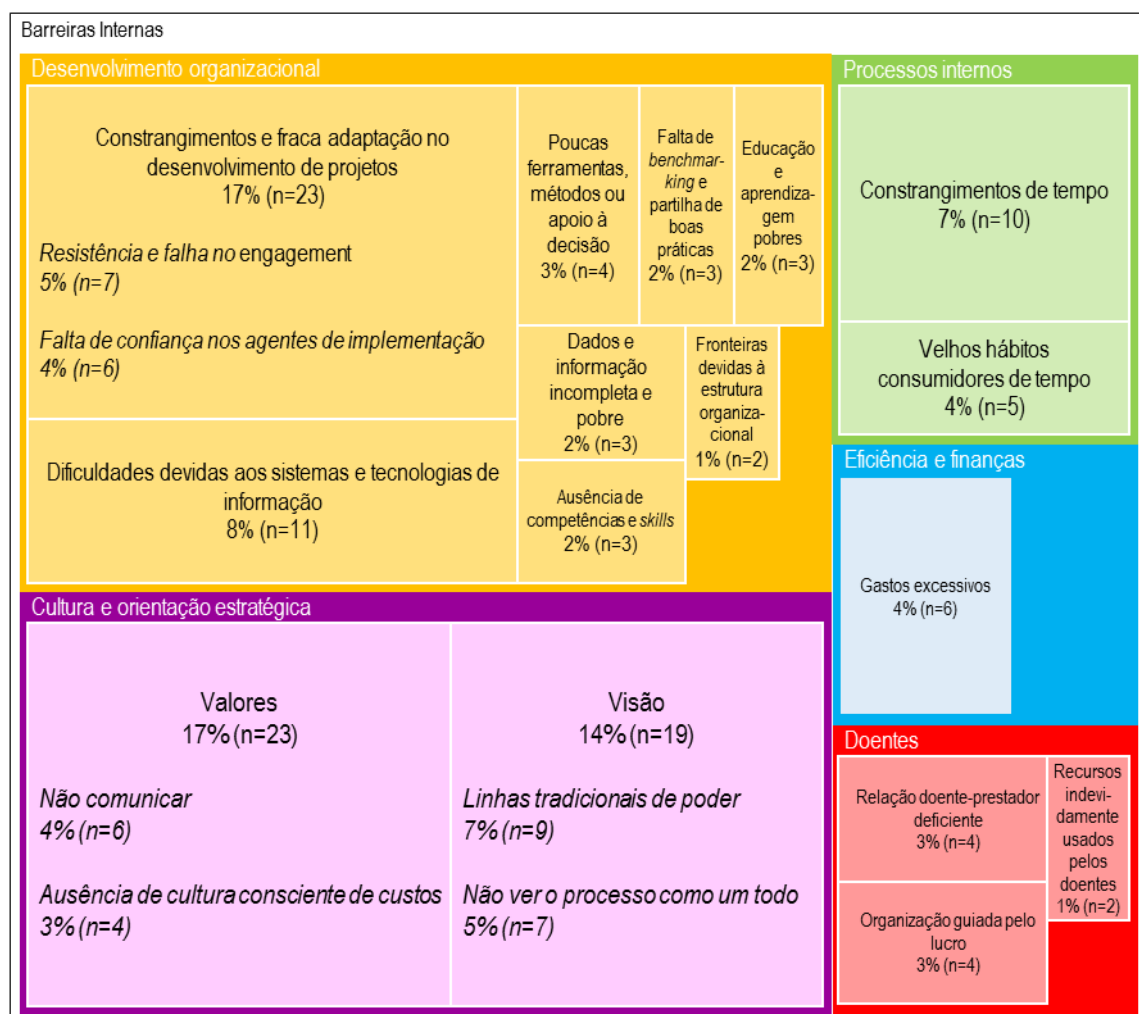 Barreiras Internas
Desenvolvimento organizacional
Constrangimentos e fraca adaptação no
desenvolvimento de projetos
17% (n=23)
Resistência e falha no engagement
5% (n=7)
Falta de confiança nos agentes de implementação
4% (n=6)
Dificuldades devidas aos sistemas e tecnologias de
informação
8% (n=11)
Poucas
ferramentas,
métodos ou
apoio à
decisão
3% (n=4)
Falta de
benchmar-
king e
partilha de
boas
práticas
2% (n=3)
Educação
e
aprendiza-
gem
pobres
2% (n=3)
Dados e
informação
incompleta e
pobre
2% (n=3)
Fronteiras
devidas à
estrutura
organiza-
cional
1% (n=2)
Ausência de
competências e skills
2% (n=3)
Processos internos
Constrangimentos de tempo
7% (n=10)
Velhos hábitos
consumidores de tempo
4% (n=5)
Eficiência e finanças
Gastos excessivos
4% (n=6)
Cultura e orientação estratégica
Valores
17% (n=23)
Não comunicar
4% (n=6)
Ausência de cultura consciente de custos
3% (n=4)
Visão
14% (n=19)
Linhas tradicionais de poder
7% (n=9)
Não ver o processo como um todo
5% (n=7)
Doentes
Relação doente-prestador
deficiente
3% (n=4)
Organização guiada pelo
lucro
3% (n=4)
Recursos
indevi-
damente
usados
pelos
doentes
1% (n=2)